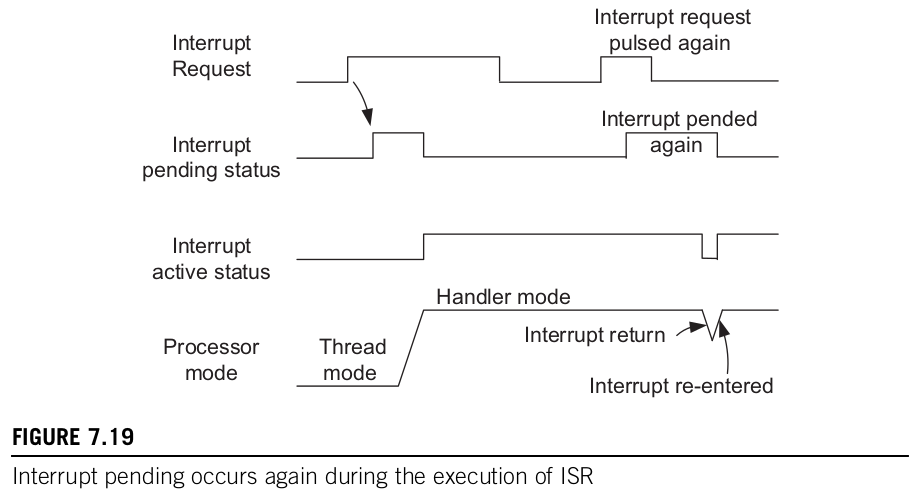 Interrupt
Request
Interrupt request
pulsed again
Interrupt
pending status
Interrupt pended
again
Interrupt
active status
Handler mode
Processor
mode
Thread
mode
Interrupt return
Interrupt re-entered
FIGURE 7.19
Interrupt pending occurs again during the execution of ISR